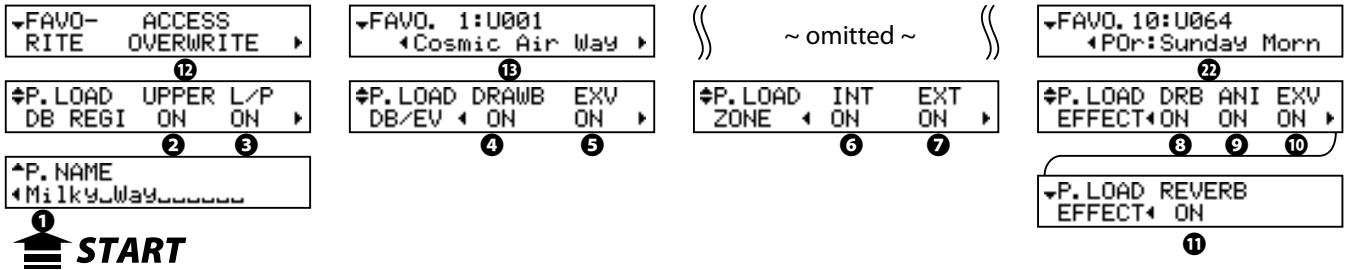 FAVO- ACCESS
RITE OVERWRITE
⓬
FAVO. 1:U001
Cosmic Air Way
⓭
~ omitted ~
FAVO.10:U064
POr:Sunday Morn
㉒
P.LOAD UPPER L/P
DB REGI ON ON
❷ ❸
P.LOAD DRAWB EXV
DB/EV ON ON
❹ ❺
P.LOAD INT EXT
ZONE ON ON
❻ ❼
P.LOAD DRB ANI EXV
EFFECT ON ON ON
❽ ❾ ❿
P.NAME
Milky␣Way␣␣␣␣␣␣
❶
START
P.LOAD REVERB
EFFECT ON
⓫